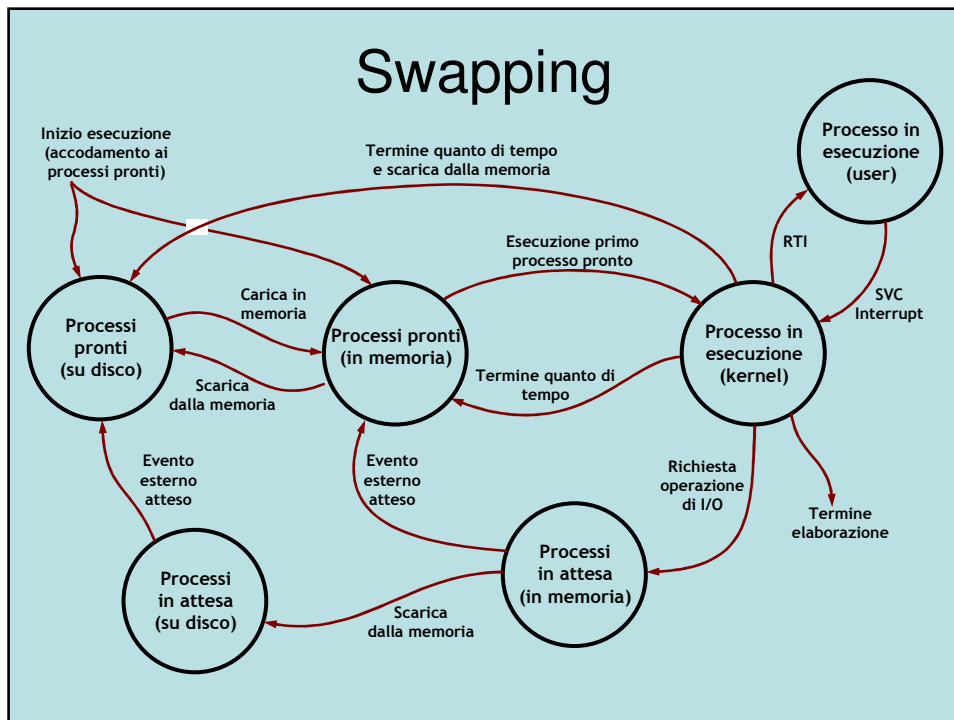 Swapping
Inizio esecuzione
(accodamento ai
processi pronti)
Termine quanto di tempo
e scarica dalla memoria
Processo in
esecuzione
(user)
Esecuzione primo
processo pronto
RTI
SVC
Interrupt
Carica in
memoria
Processi
pronti
(su disco)
Processi pronti
(in memoria)
Processo in
esecuzione
(kernel)
Scarica
dalla memoria
Termine quanto di
tempo
Evento
esterno
atteso
Evento
esterno
atteso
Richiesta
operazione
di I/O
Termine
elaborazione
Processi
in attesa
(su disco)
Processi
in attesa
(in memoria)
Scarica
dalla memoria